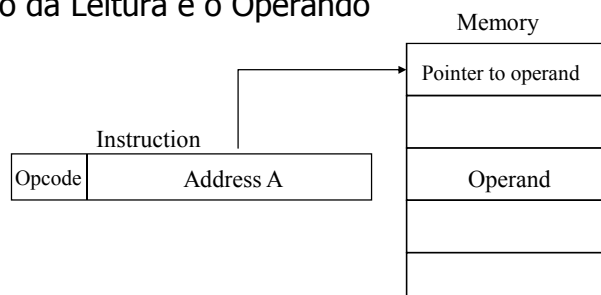 da Leitura e o Operando
Memory
Pointer to operand
Instruction
Opcode
Address A
Operand